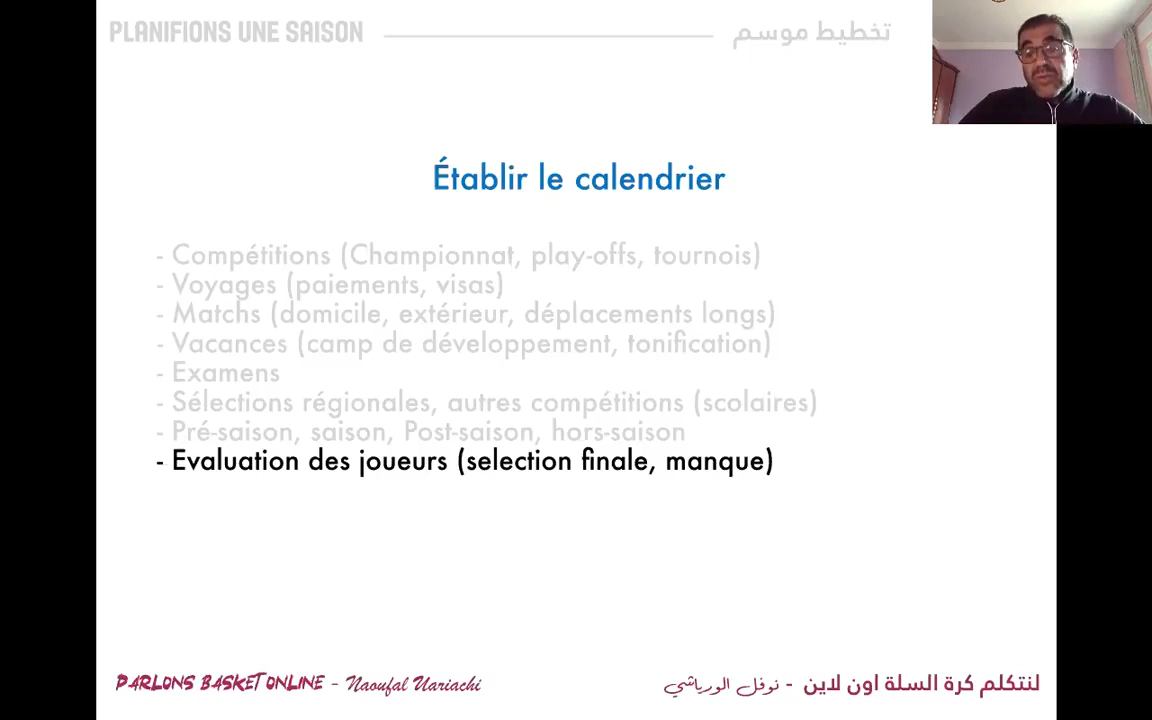 PLANIFIONS UNE SAISON
تخطيط موسم
Établir le calendrier
- Compétitions (Championnat, play-offs, tournois)
- Voyages (paiements, visas)
- Matchs (domicile, extérieur, déplacements longs)
- Vacances (camp de développement, tonification)
- Examens
- Sélections régionales, autres compétitions (scolaires)
- Pré-saison, saison, Post-saison, hors-saison
- Evaluation des joueurs (selection finale, manque)
PARLONS BASKET ONLINE - Naoufal Uariachi
لنتكلم كرة السلة اون لاين - نوفل الورياشي